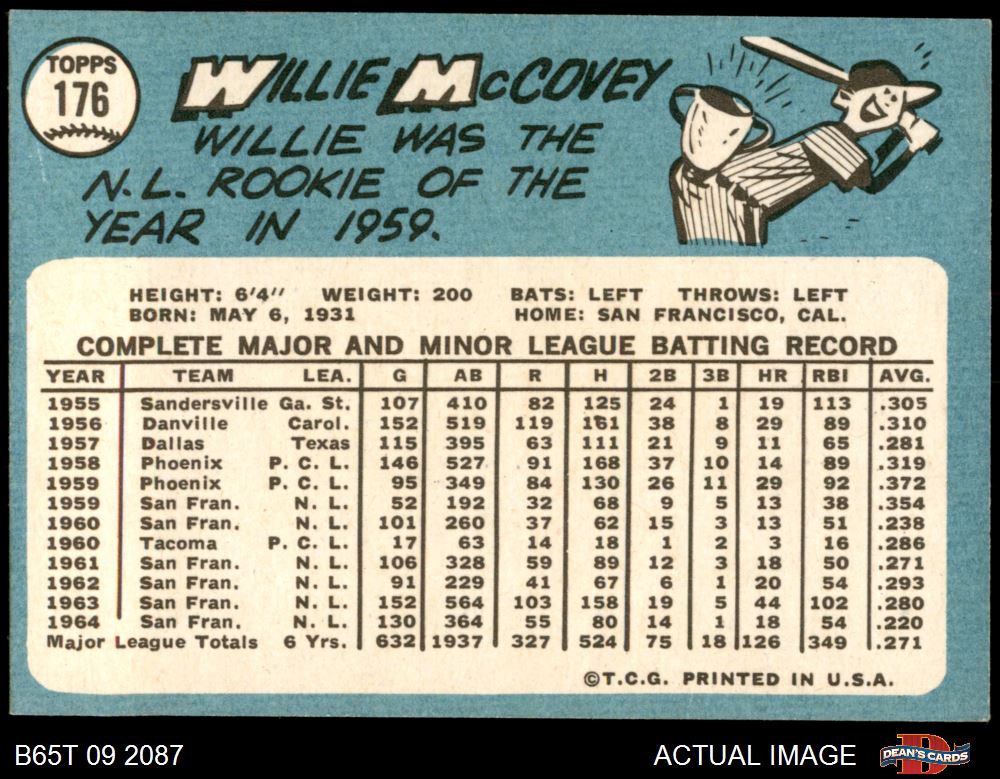 TOPPS
176
WILLIE McCOVEY
WILLIE WAS THE
N.L. ROOKIE OF THE
YEAR IN 1959.
HEIGHT: 6'4" WEIGHT: 200 BATS: LEFT THROWS: LEFT
BORN: MAY 6, 1931 HOME: SAN FRANCISCO, CAL.
COMPLETE MAJOR AND MINOR LEAGUE BATTING RECORD
YEAR TEAM LEA. G AB R H 2B 3B HR RBI AVG.
1955 Sandersville Ga. St. 107 410 82 125 24 1 19 113 .305
1956 Danville Carol. 152 519 119 161 38 8 29 89 .310
1957 Dallas Texas 115 395 63 111 21 9 11 65 .281
1958 Phoenix P. C. L. 146 527 91 168 37 10 14 89 .319
1959 Phoenix P. C. L. 95 349 84 130 26 11 29 92 .372
1959 San Fran. N. L. 52 192 32 68 9 5 13 38 .354
1960 San Fran. N. L. 101 260 37 62 15 3 13 51 .238
1960 Tacoma P. C. L. 17 63 14 18 1 2 3 16 .286
1961 San Fran. N. L. 106 328 59 89 12 3 18 50 .271
1962 San Fran. N. L. 91 229 41 67 6 1 20 54 .293
1963 San Fran. N. L. 152 564 103 158 19 5 44 102 .280
1964 San Fran. N. L. 130 364 55 80 14 1 18 54 .220
Major League Totals 6 Yrs. 632 1937 327 524 75 18 126 349 .271
©T.C.G. PRINTED IN U.S.A.
B65T 09 2087 ACTUAL IMAGE DEAN'S CARDS